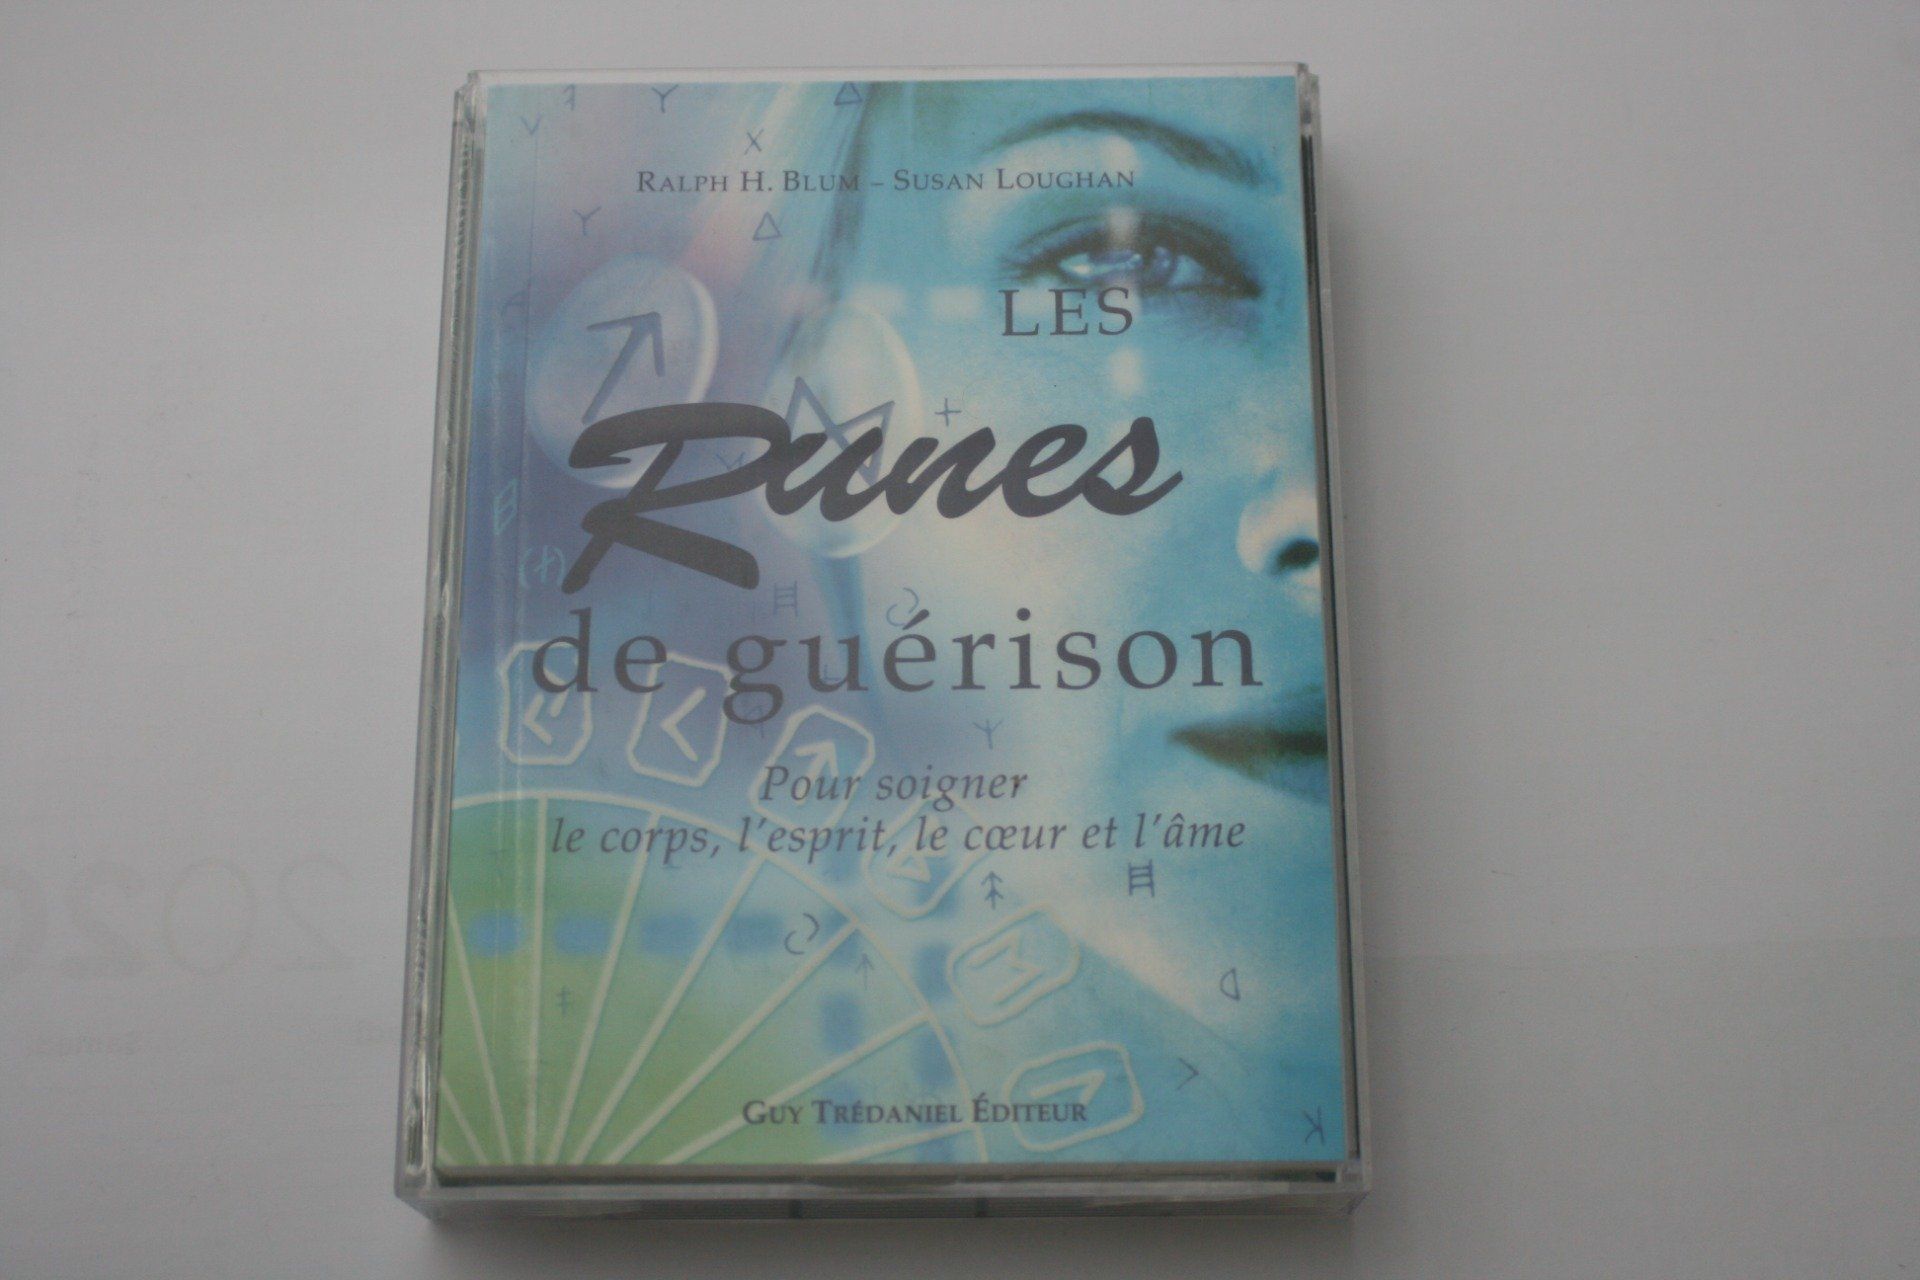 RALPH H. BLUM – SUSAN LOUGHAN
LES
Runes
de guérison
Pour soigner
le corps, l'esprit, le cœur et l'âme
GUY TRÉDANIEL ÉDITEUR